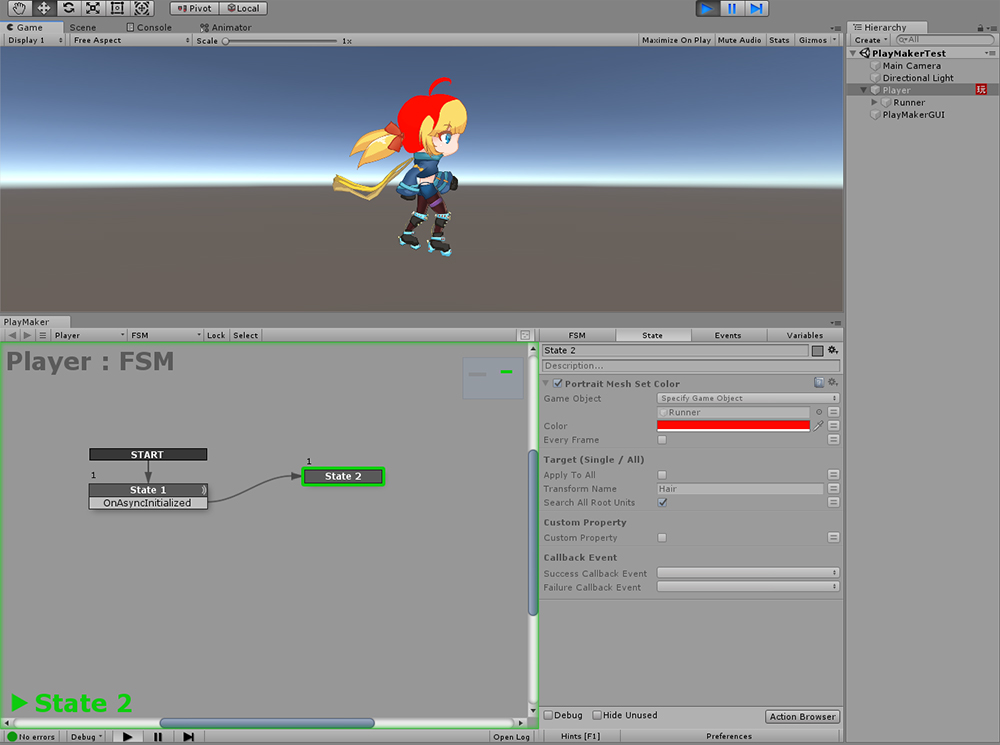 Pivot Local
Game Scene Console Animator
Display 1 Free Aspect Scale 1x Maximize On Play Mute Audio Stats Gizmos
Hierarchy
Create All
PlayMakerTest
Main Camera
Directional Light
Player 玩
Runner
PlayMakerGUI
PlayMaker
Player FSM Lock Select
Player : FSM
START
1
State 1
OnAsyncInitialized
1
State 2
State 2
No errors Debug Open Log
FSM State Events Variables
State 2
Description...
Portrait Mesh Set Color
Game Object Specify Game Object
Runner
Color
Every Frame
Target (Single / All)
Apply To All
Transform Name Hair
Search All Root Units
Custom Property
Custom Property
Callback Event
Success Callback Event
Failure Callback Event
Debug Hide Unused Action Browser
Hints [F1] Preferences